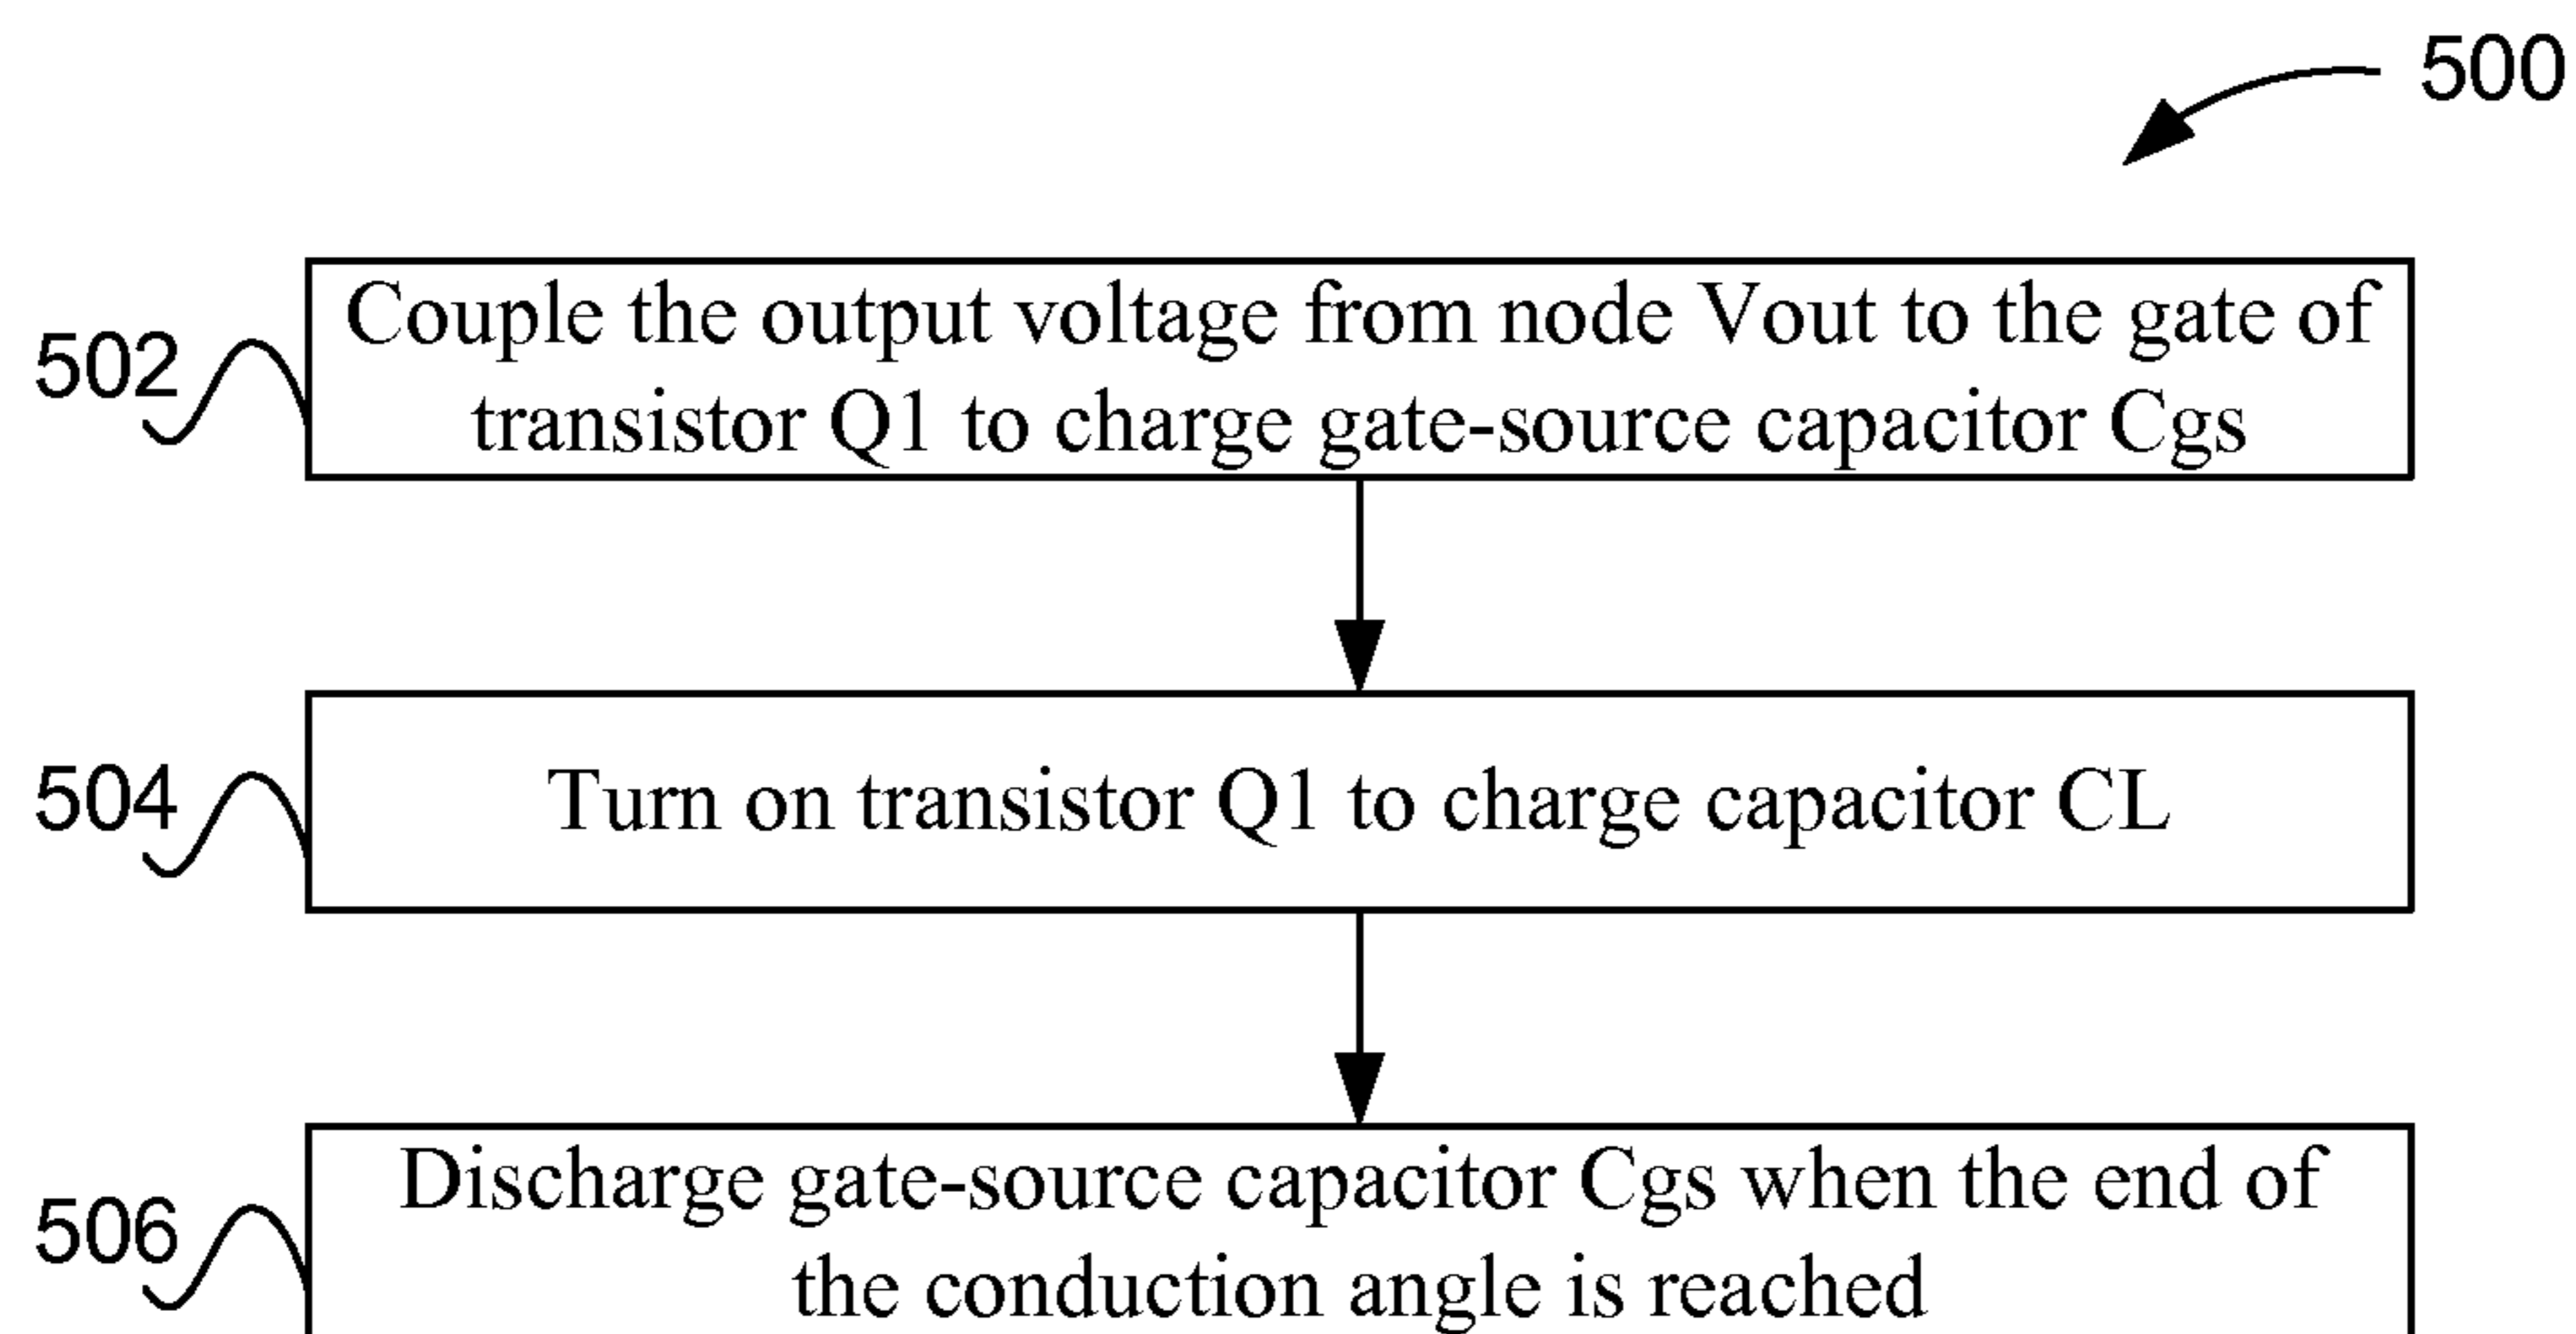 500
502
Couple the output voltage from node Vout to the gate of
transistor Q1 to charge gate-source capacitor Cgs
504
Turn on transistor Q1 to charge capacitor CL
506
Discharge gate-source capacitor Cgs when the end of
the conduction angle is reached